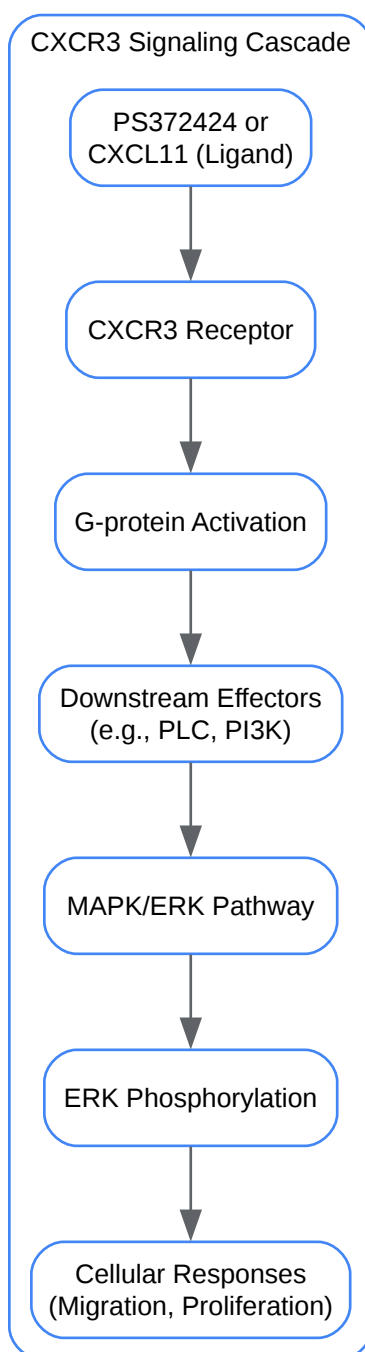 CXCR3 Signaling Cascade
PS372424 or
CXCL11 (Ligand)
CXCR3 Receptor
G-protein Activation
Downstream Effectors
(e.g., PLC, PI3K)
MAPK/ERK Pathway
ERK Phosphorylation
Cellular Responses
(Migration, Proliferation)